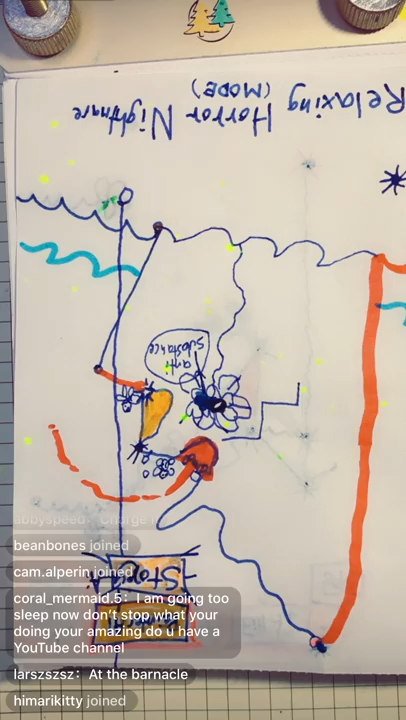 Relaxing Horror Nightmare
(MODE)
anti
substance
beanbones joined
cam.alperin joined
coral_mermaid.5: I am going too
sleep now don't stop what your
doing your amazing do u have a
YouTube channel
larszszsz: At the barnacle
himarikitty joined